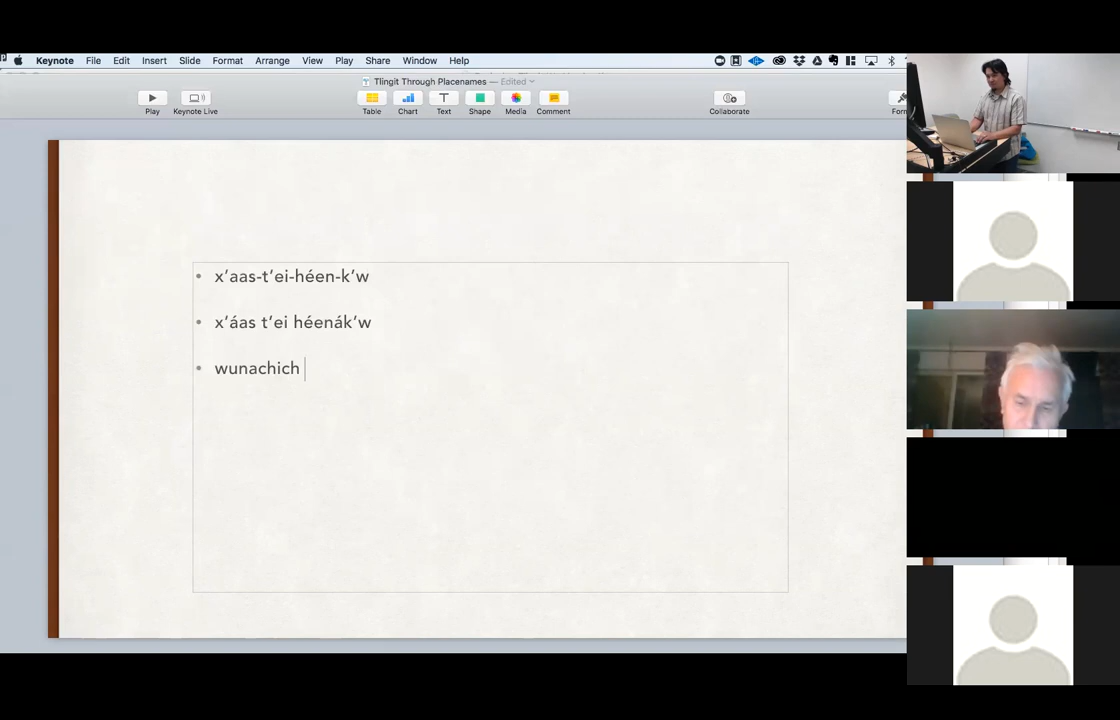 Keynote File Edit Insert Slide Format Arrange View Play Share Window Help
Tlingit Through Placenames — Edited
Play Keynote Live Table Chart Text Shape Media Comment Collaborate
• x’aas-t’ei-héen-k’w
• x’áas t’ei héenák’w
• wunachich